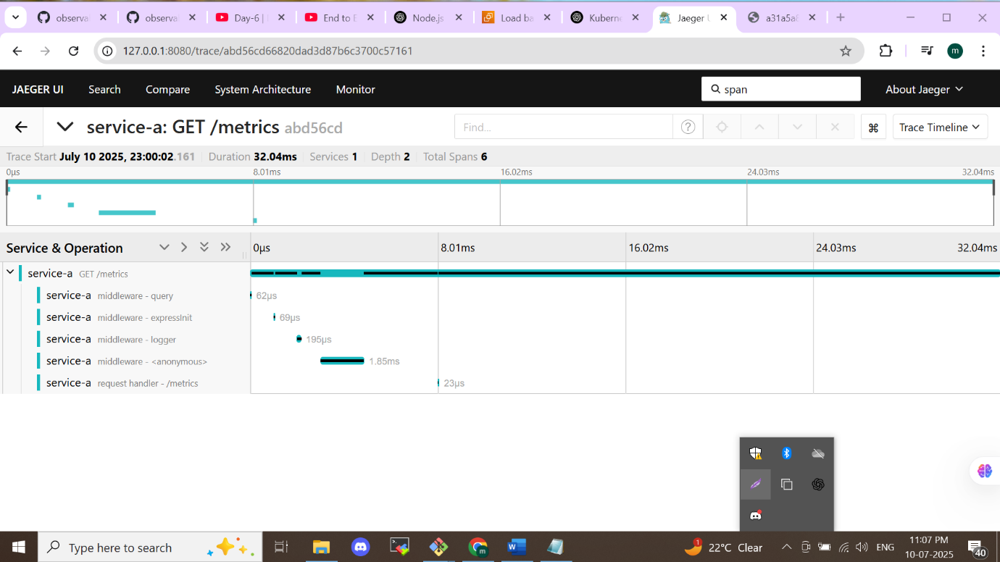 observa
observa
Day-6 |
End to E
Node.js
Load ba
Kuberne
Jaeger U
a31a5a8
127.0.0.1:8080/trace/abd56cd66820dad3d87b6c3700c57161
m
JAEGER UI
Search
Compare
System Architecture
Monitor
span
About Jaeger
service-a: GET /metrics abd56cd
Find...
Trace Timeline
Trace Start July 10 2025, 23:00:02.161
Duration 32.04ms
Services 1
Depth 2
Total Spans 6
0μs
8.01ms
16.02ms
24.03ms
32.04ms
Service & Operation
0μs
8.01ms
16.02ms
24.03ms
32.04ms
service-a GET /metrics
service-a middleware - query
62μs
service-a middleware - expressInit
69μs
service-a middleware - logger
195μs
service-a middleware - <anonymous>
1.85ms
service-a request handler - /metrics
23μs
Type here to search
m
1
22°C Clear
ENG
11:07 PM
10-07-2025
40